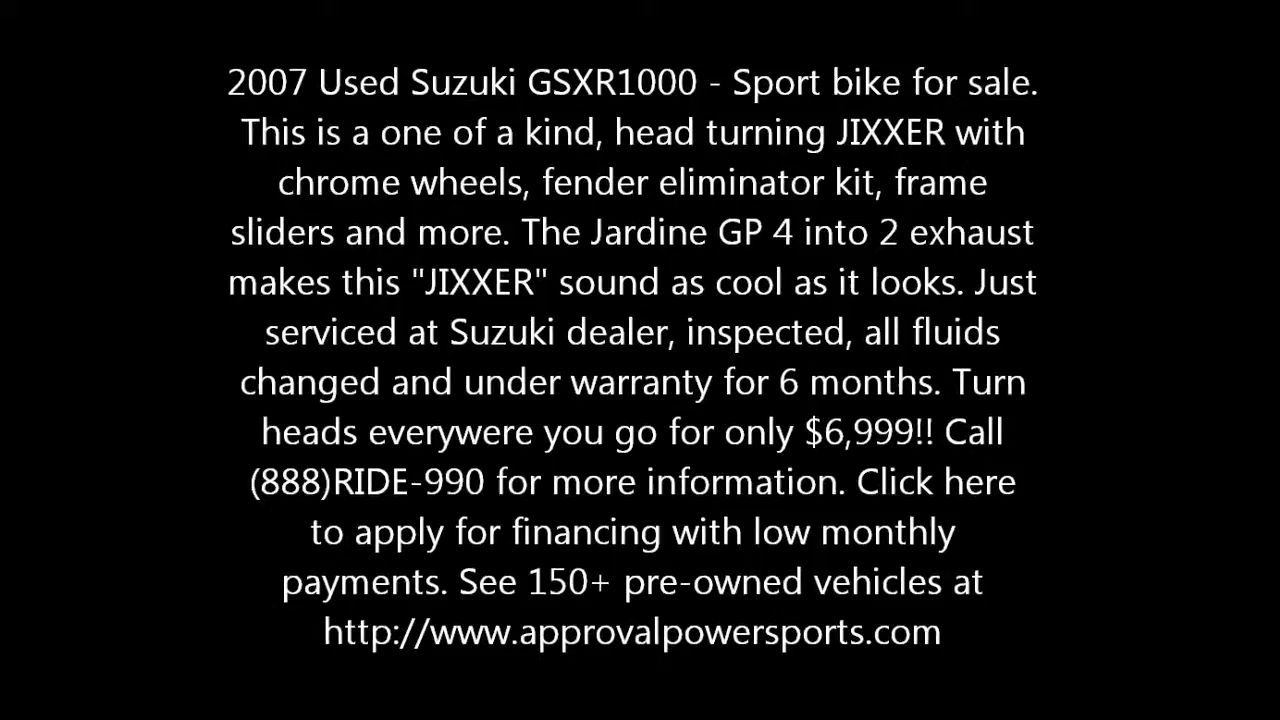 2007 Used Suzuki GSXR1000 - Sport bike for sale.
This is a one of a kind, head turning JIXXER with
chrome wheels, fender eliminator kit, frame
sliders and more. The Jardine GP 4 into 2 exhaust
makes this "JIXXER" sound as cool as it looks. Just
serviced at Suzuki dealer, inspected, all fluids
changed and under warranty for 6 months. Turn
heads everywere you go for only $6,999!! Call
(888)RIDE-990 for more information. Click here
to apply for financing with low monthly
payments. See 150+ pre-owned vehicles at
http://www.approvalpowersports.com